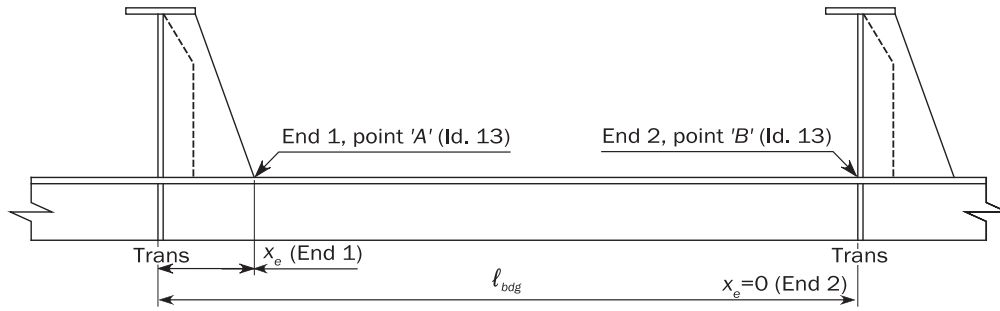 End 1, point 'A' (Id. 13)
End 2, point 'B' (Id. 13)
Trans
x_e (End 1)
Trans
ℓ_bdg
x_e=0 (End 2)